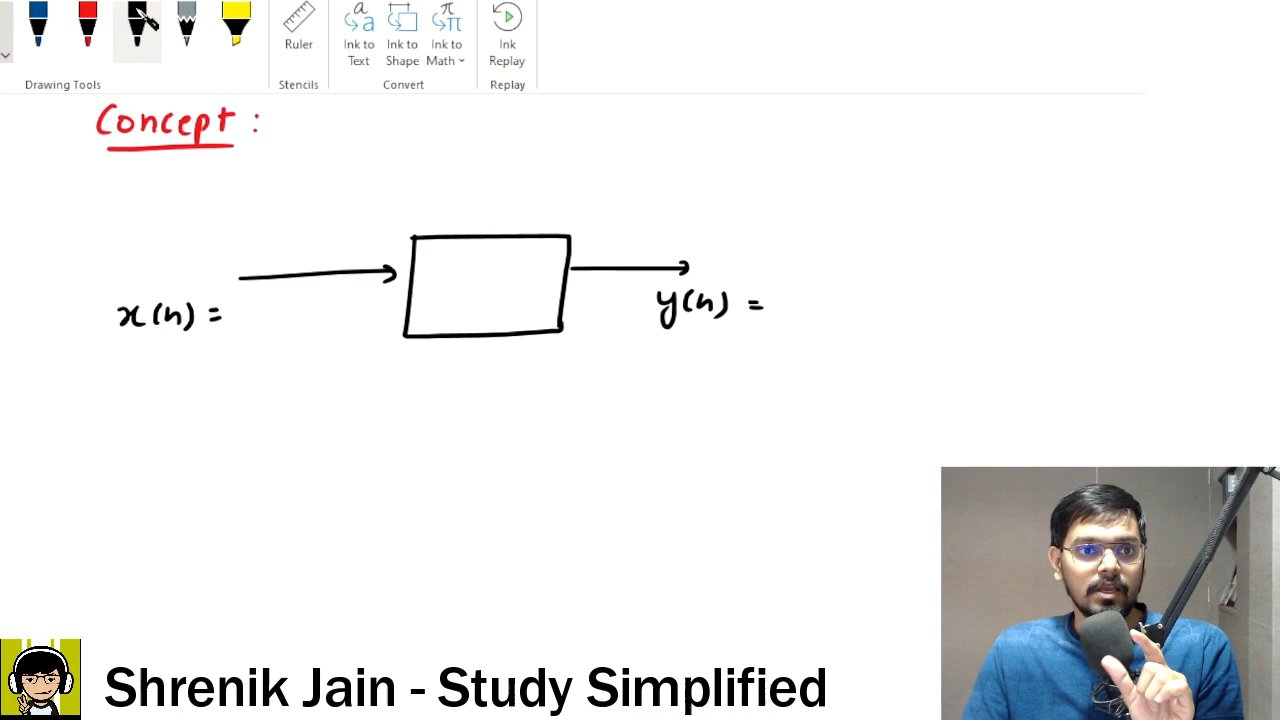 Ruler
Ink to Text
Ink to Shape
Ink to Math
Ink Replay
Drawing Tools
Stencils
Convert
Replay
Concept :
x(n) =
y(n) =
Shrenik Jain - Study Simplified